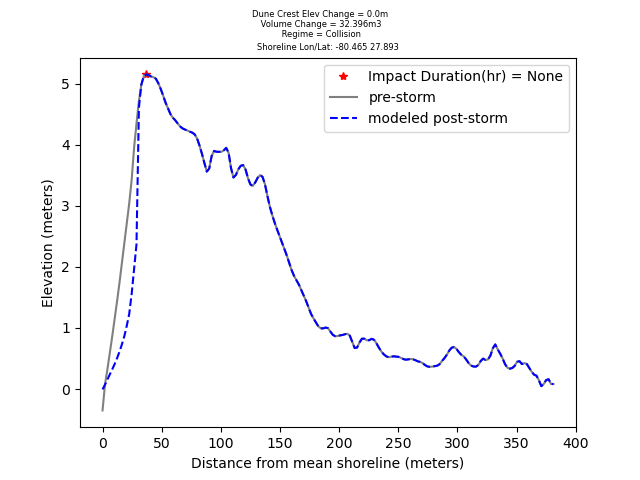 Dune Crest Elev Change = 0.0m
Volume Change = 32.396m3
Regime = Collision
Shoreline Lon/Lat: -80.465 27.893
Impact Duration(hr) = None
pre-storm
modeled post-storm
Elevation (meters)
5
4
3
2
1
0
0 50 100 150 200 250 300 350 400
Distance from mean shoreline (meters)